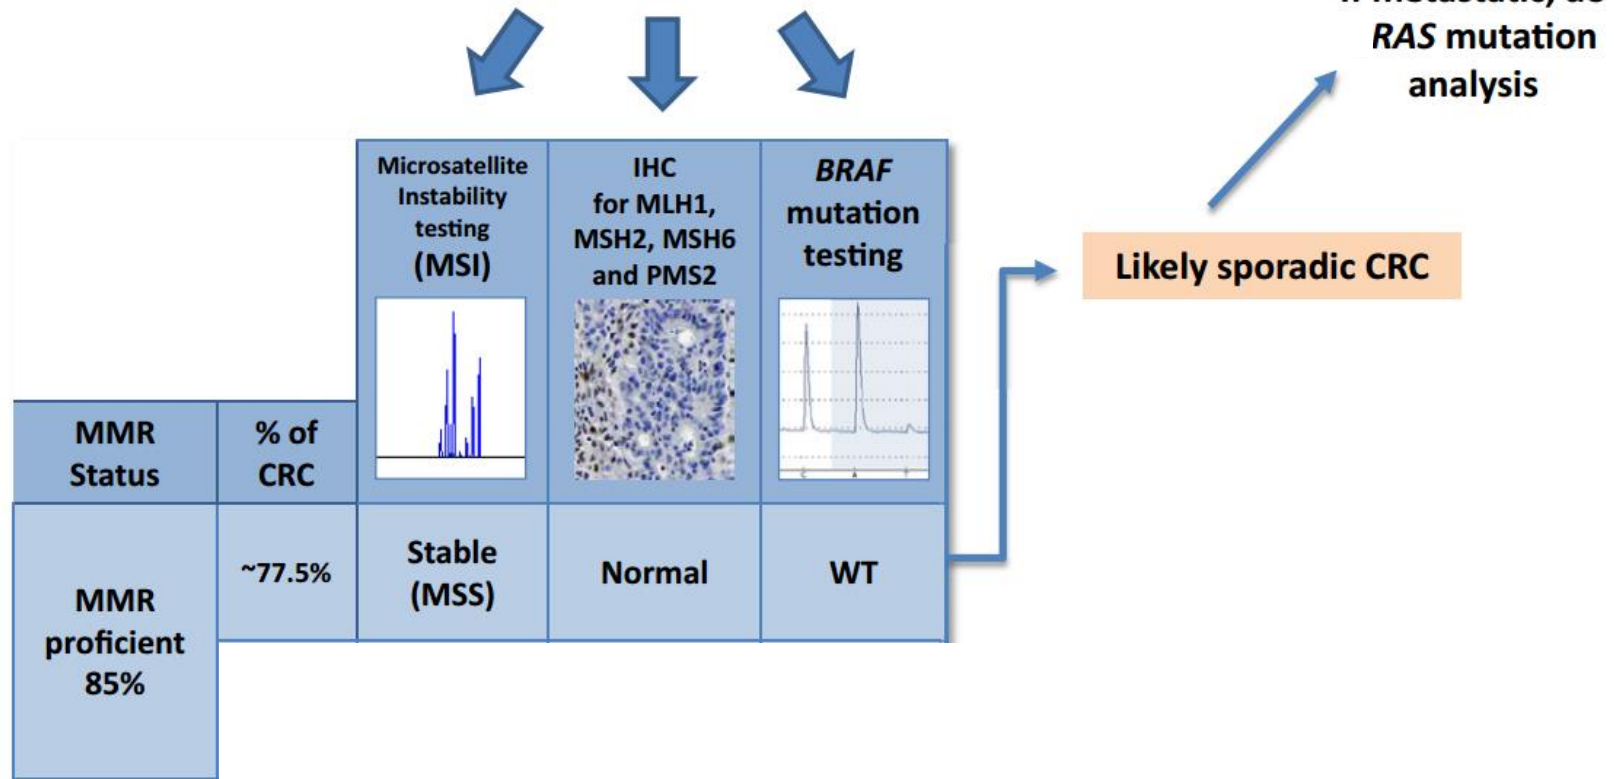 RAS mutation
analysis
Microsatellite
Instability
testing
(MSI)
IHC
for MLH1,
MSH2, MSH6
and PMS2
BRAF
mutation
testing
Likely sporadic CRC
MMR
Status
% of
CRC
MMR
proficient
85%
~77.5%
Stable
(MSS)
Normal
WT